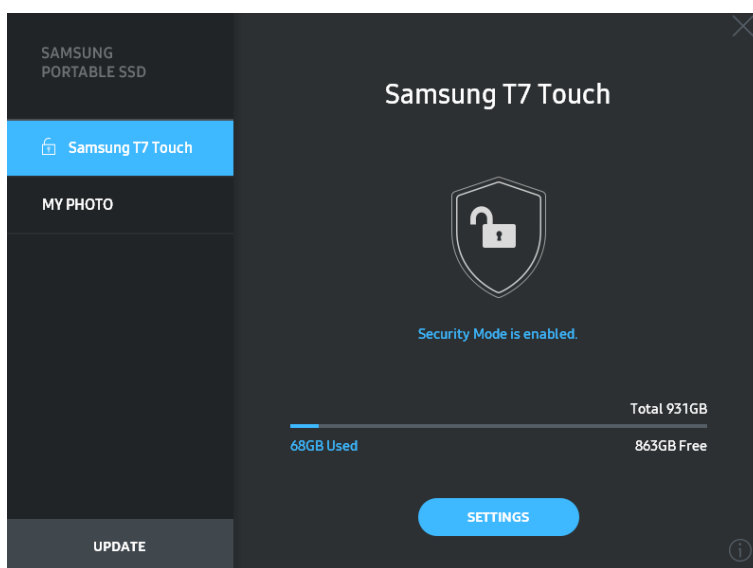 SAMSUNG
PORTABLE SSD
Samsung T7 Touch
MY PHOTO
UPDATE
Samsung T7 Touch
Security Mode is enabled.
Total 931GB
68GB Used
863GB Free
SETTINGS